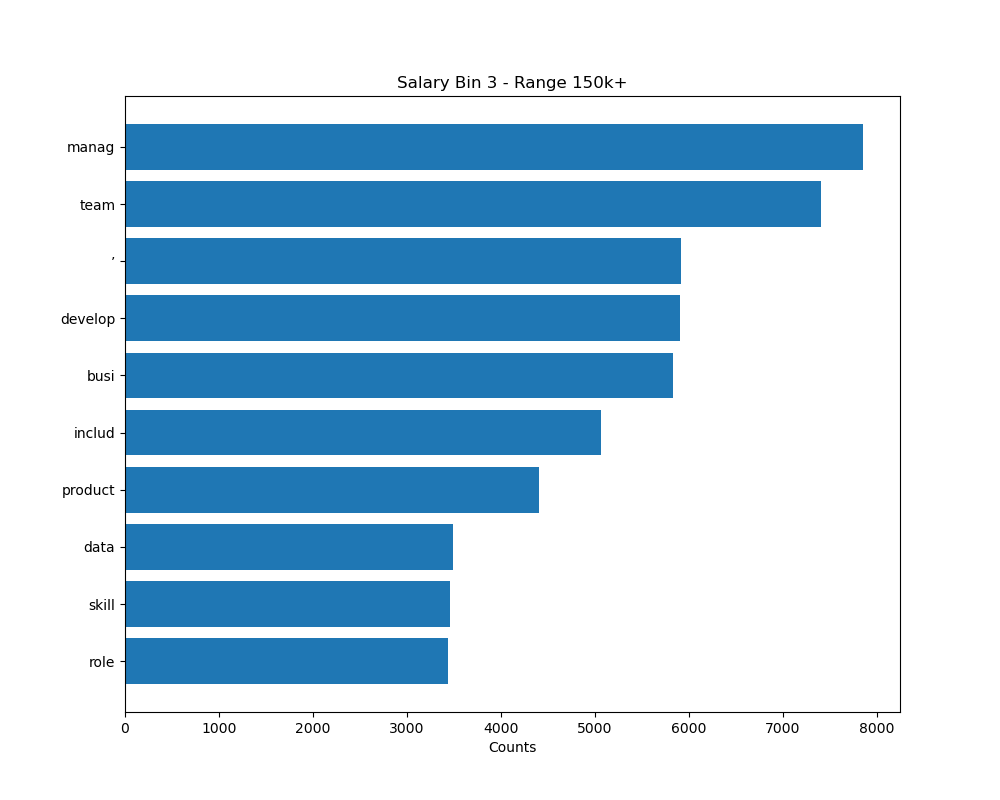 Salary Bin 3 - Range 150k+
manag
team
’
develop
busi
includ
product
data
skill
role
0 1000 2000 3000 4000 5000 6000 7000 8000
Counts